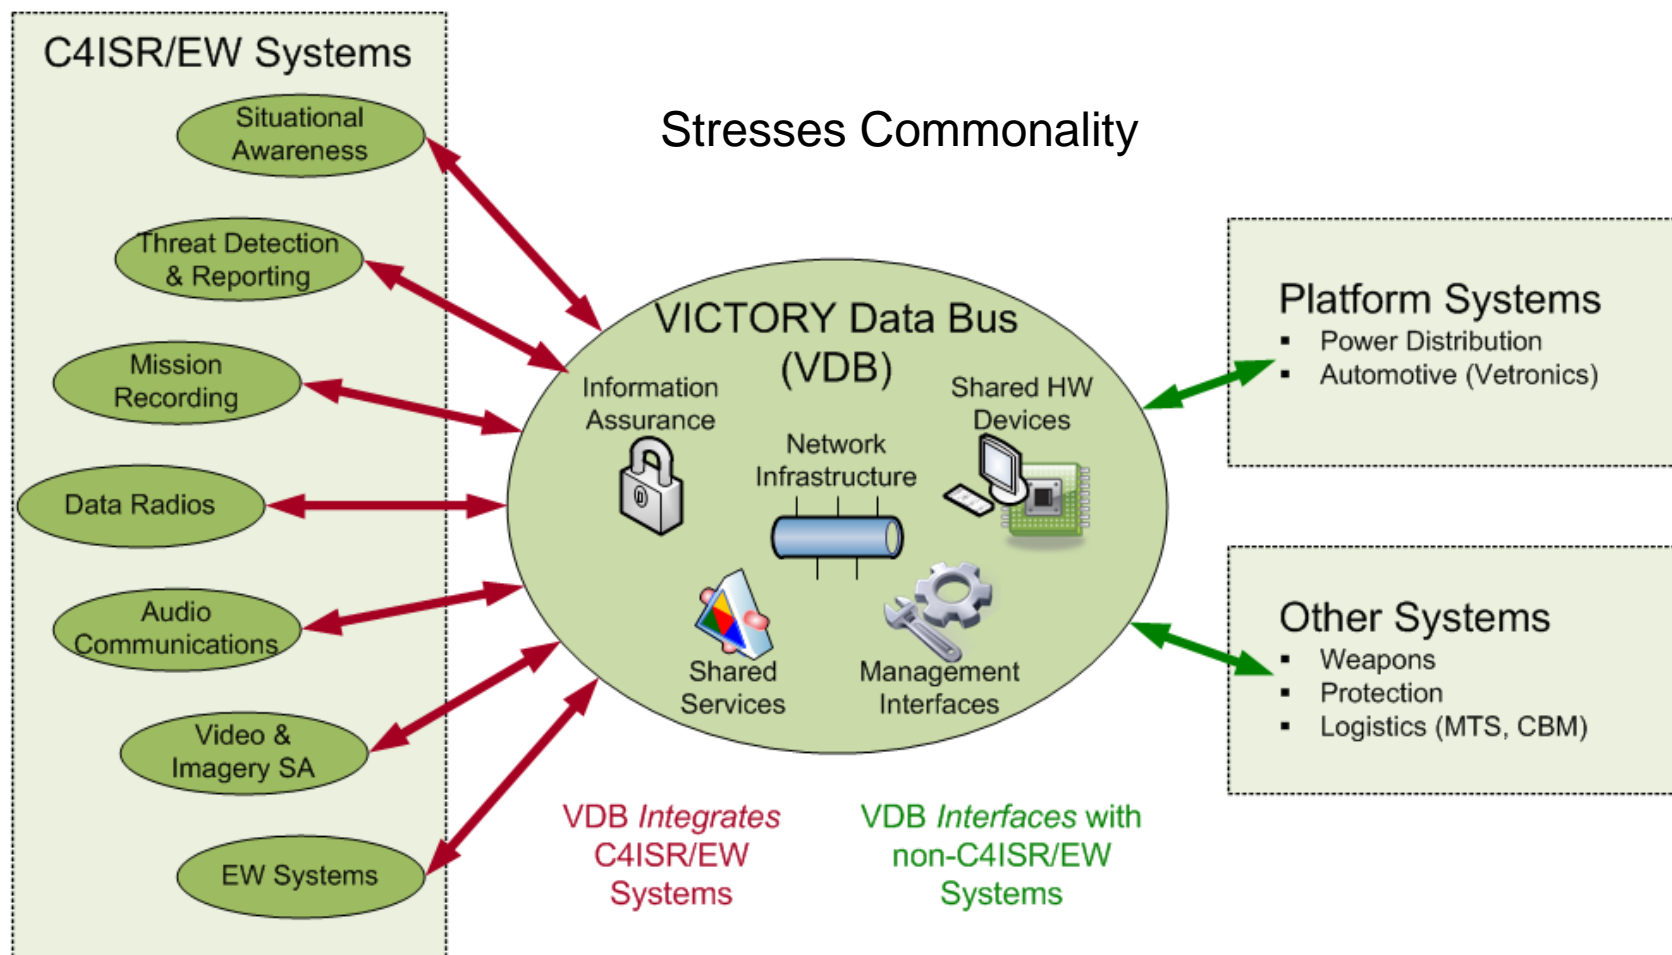 C4ISR/EW Systems
Situational
Awareness
Threat Detection
& Reporting
Mission
Recording
Data Radios
Audio
Communications
Video &
Imagery SA
EW Systems
Stresses Commonality
VICTORY Data Bus
(VDB)
Information
Assurance
Shared HW
Devices
Network
Infrastructure
Shared
Services
Management
Interfaces
VDB Integrates
C4ISR/EW
Systems
VDB Interfaces with
non-C4ISR/EW
Systems
Platform Systems
▪ Power Distribution
▪ Automotive (Vetronics)
Other Systems
▪ Weapons
▪ Protection
▪ Logistics (MTS, CBM)